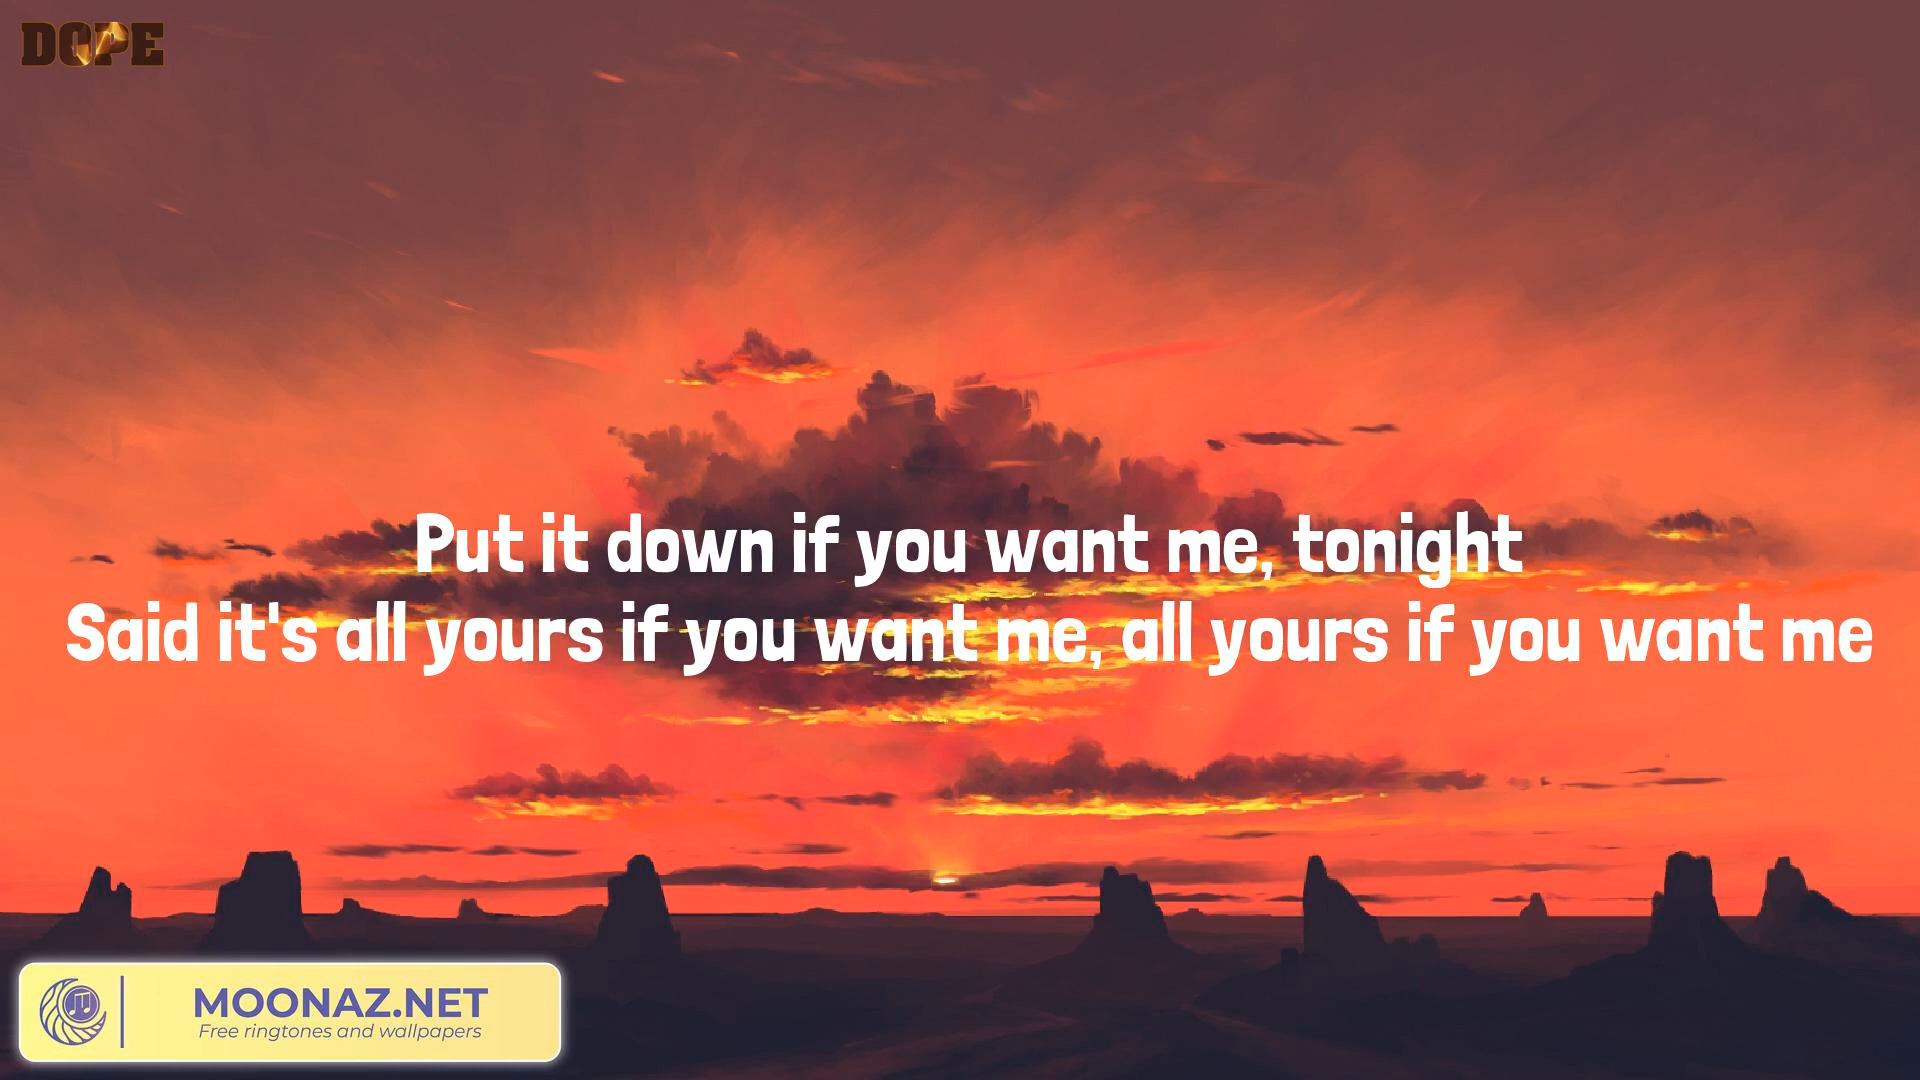 DOPE
Put it down if you want me, tonight
Said it's all yours if you want me, all yours if you want me
MOONAZ.NET
Free ringtones and wallpapers